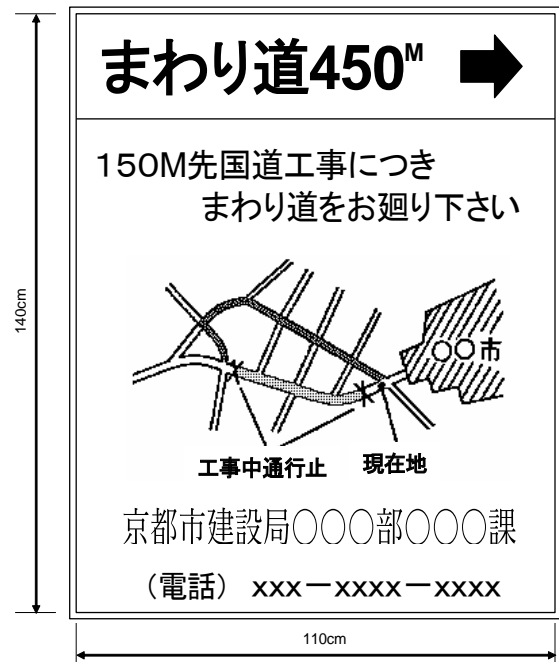 まわり道450M
150M先国道工事につき
まわり道をお廻り下さい
○○市
工事中通行止
現在地
京都市建設局○○○部○○○課
(電話) xxx－xxxx－xxxx
140cm
110cm